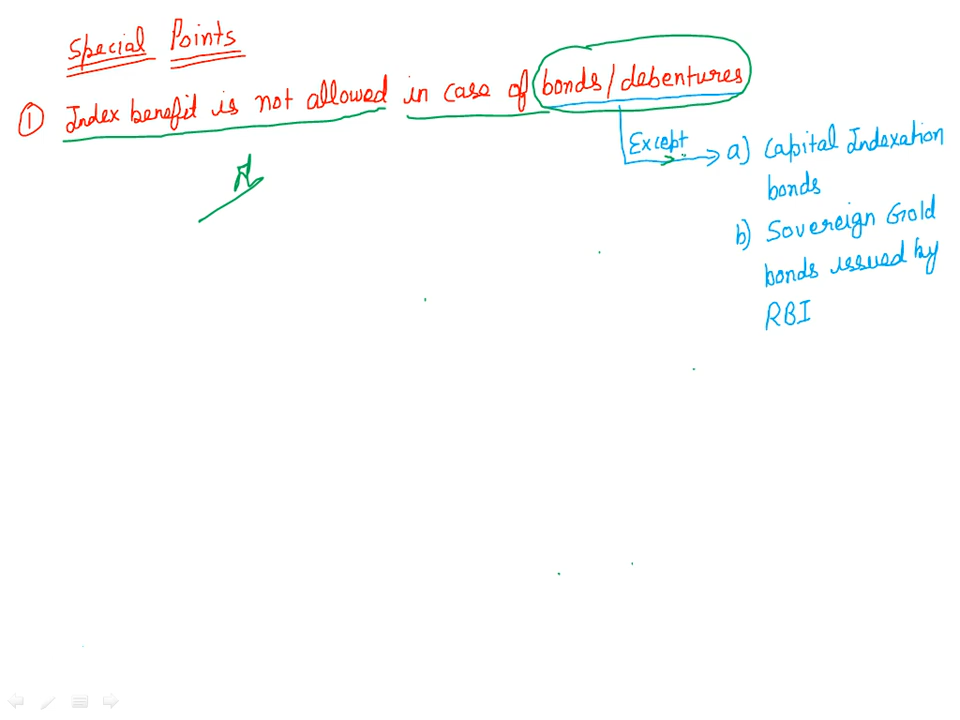 Special Points
① Index benefit is not allowed in case of bonds/debentures
Except
a) Capital Indexation
bonds
b) Sovereign Gold
bonds issued by
RBI